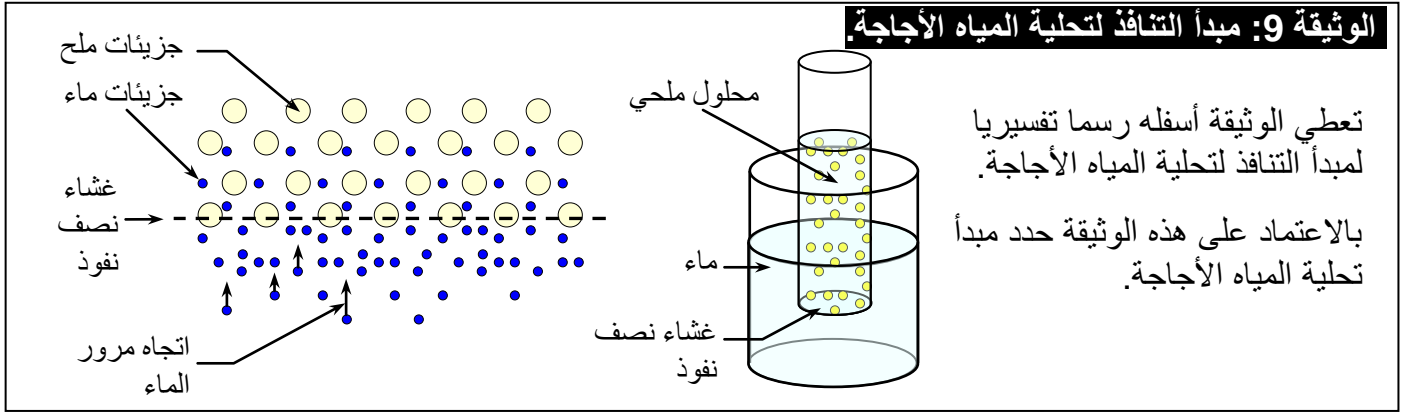 الوثيقة 9: مبدأ التنافذ لتحلية المياه الأجاجة.
تعطي الوثيقة أسفله رسما تفسيريا
لمبدأ التنافذ لتحلية المياه الأجاجة.
بالاعتماد على هذه الوثيقة حدد مبدأ
تحلية المياه الأجاجة.
محلول ملحي
ماء
غشاء نصف
نفوذ
جزيئات ملح
جزيئات ماء
غشاء
نصف
نفوذ
اتجاه مرور
الماء